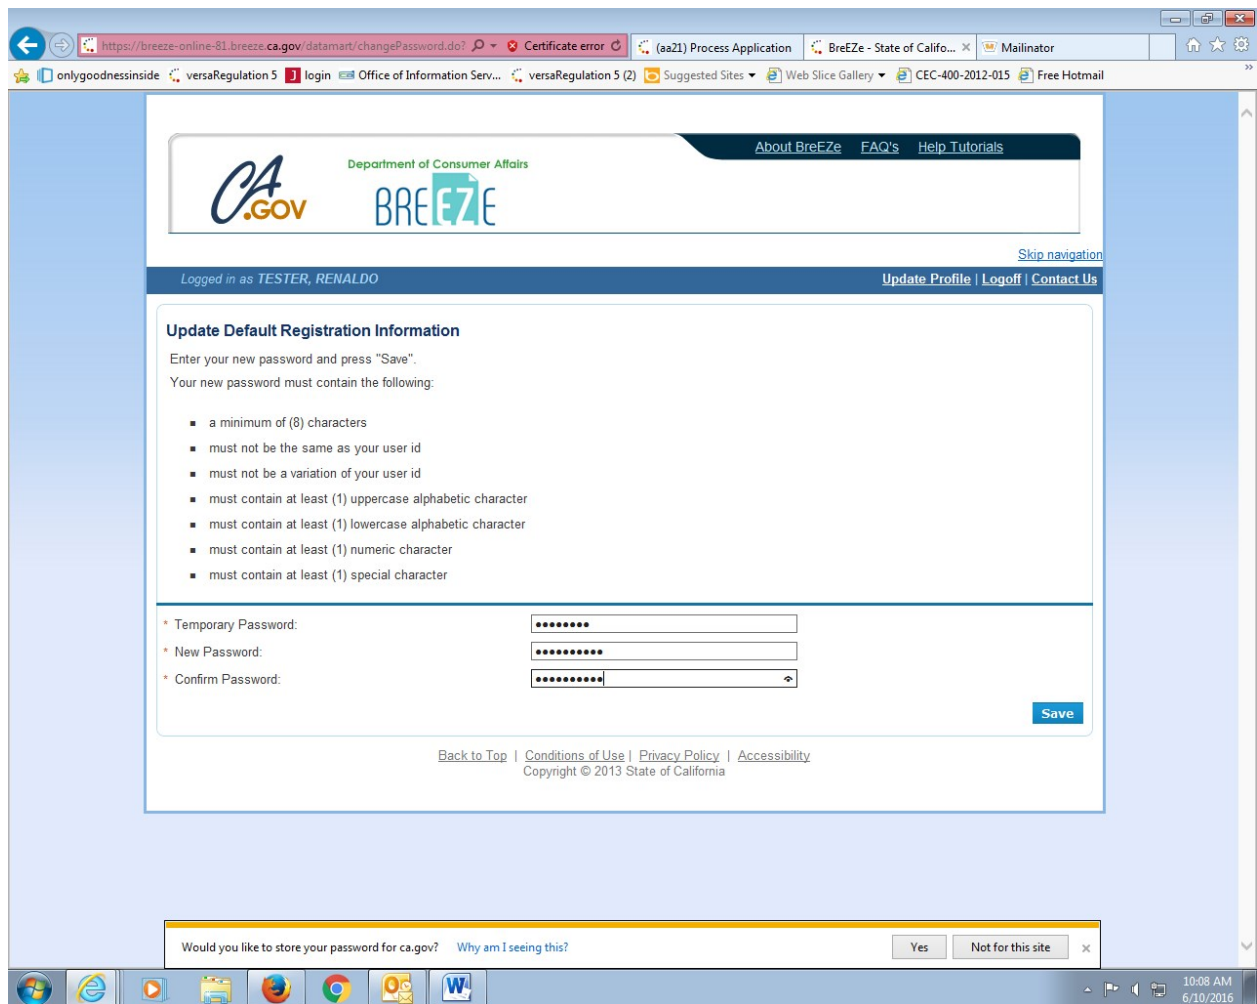 https://breeze-online-81.breeze.ca.gov/datamart/changePassword.do? Certificate error (aa21) Process Application BreEZe - State of Califo... Mailinator
onlygoodnessinside versaRegulation 5 login Office of Information Serv... versaRegulation 5 (2) Suggested Sites Web Slice Gallery CEC-400-2012-015 Free Hotmail
About BreEZe FAQ's Help Tutorials
CA.GOV
Department of Consumer Affairs
BREEZE
Skip navigation
Logged in as TESTER, RENALDO Update Profile | Logoff | Contact Us
Update Default Registration Information
Enter your new password and press "Save".
Your new password must contain the following:
a minimum of (8) characters
must not be the same as your user id
must not be a variation of your user id
must contain at least (1) uppercase alphabetic character
must contain at least (1) lowercase alphabetic character
must contain at least (1) numeric character
must contain at least (1) special character
* Temporary Password: ••••••••
* New Password: ••••••••••
* Confirm Password: ••••••••••
Save
Back to Top | Conditions of Use | Privacy Policy | Accessibility
Copyright © 2013 State of California
Would you like to store your password for ca.gov? Why am I seeing this? Yes Not for this site
10:08 AM
6/10/2016